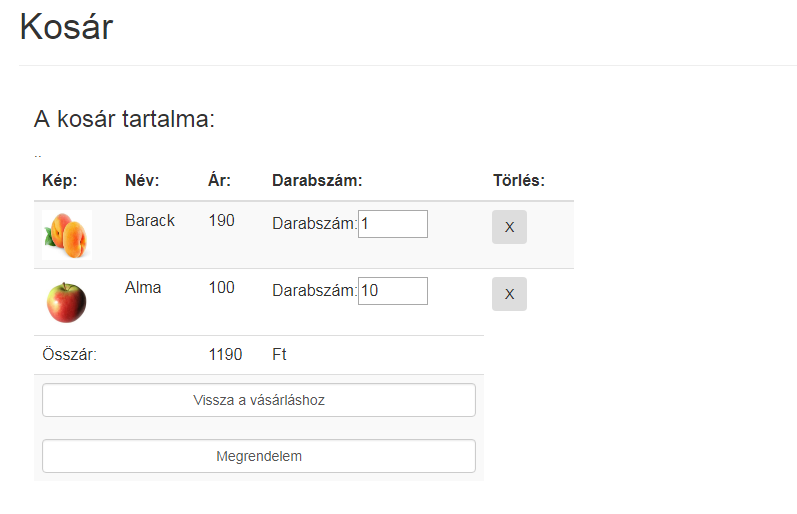 Kosár
A kosár tartalma:
..
Kép: Név: Ár: Darabszám: Törlés:
Barack 190 Darabszám: 1 X
Alma 100 Darabszám: 10 X
Összár: 1190 Ft
Vissza a vásárláshoz
Megrendelem